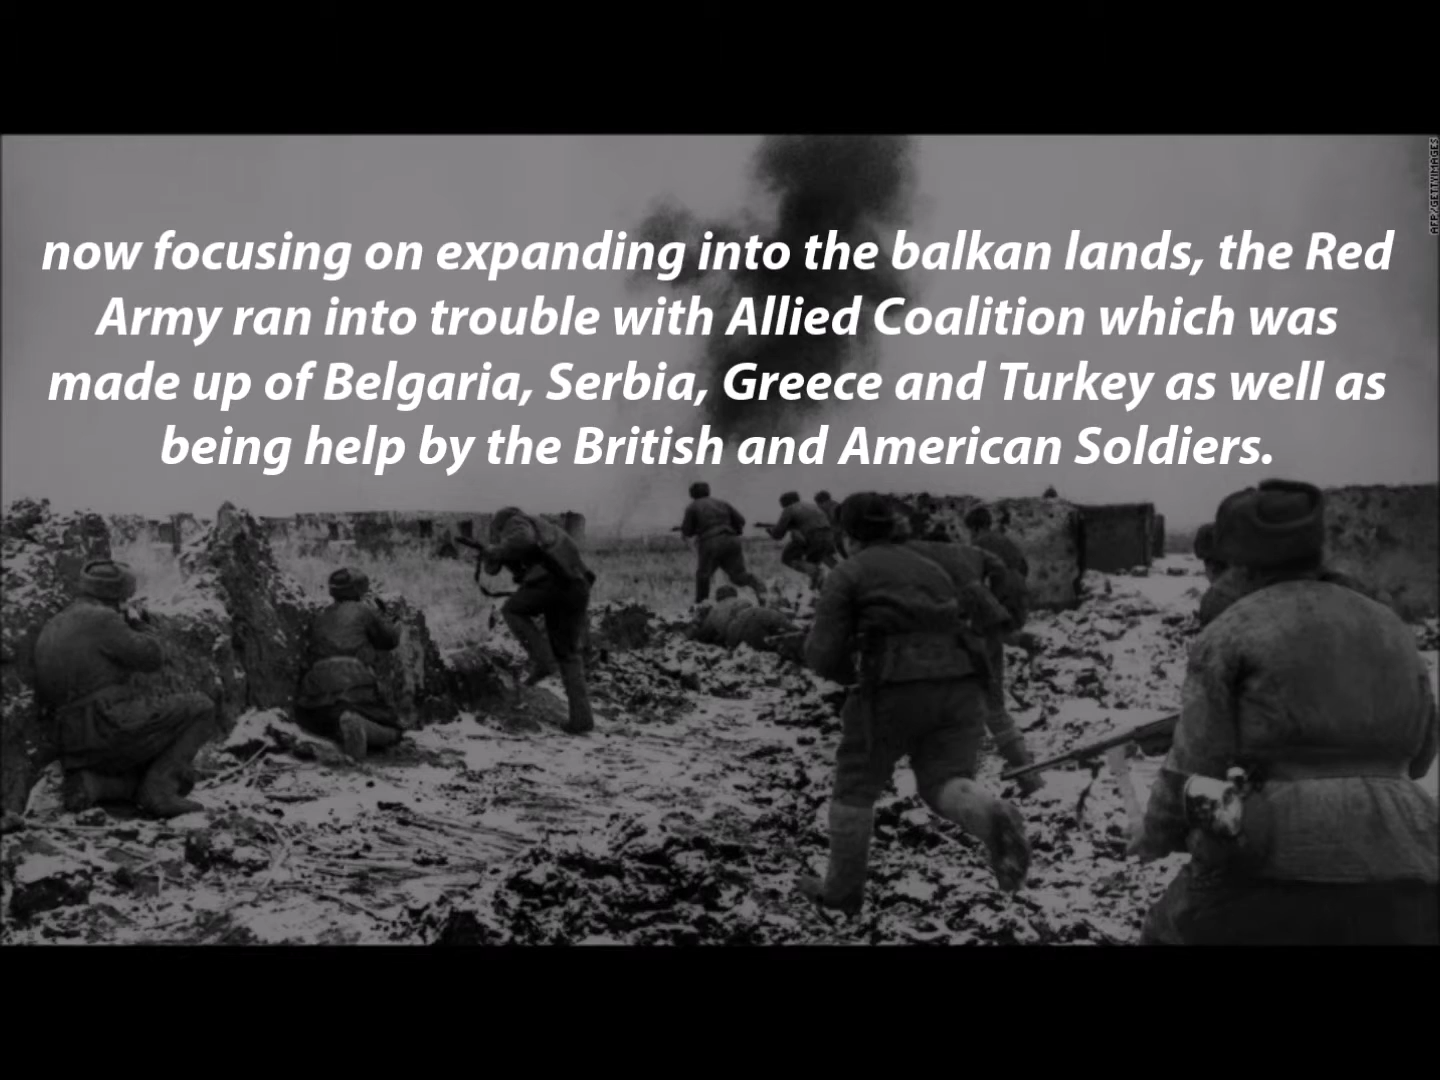 now focusing on expanding into the balkan lands, the Red
Army ran into trouble with Allied Coalition which was
made up of Belgaria, Serbia, Greece and Turkey as well as
being help by the British and American Soldiers.
AFP/GETTYIMAGES